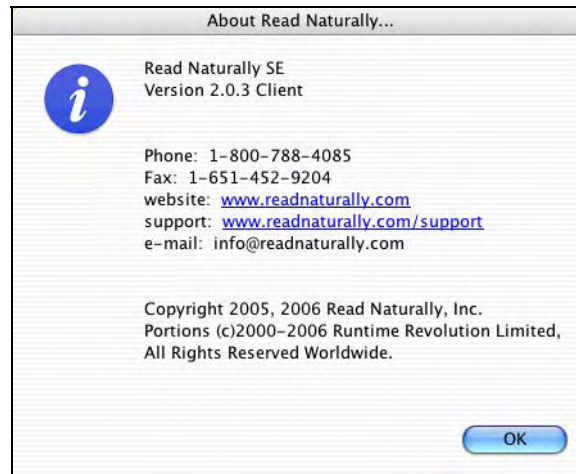 About Read Naturally...
Read Naturally SE
Version 2.0.3 Client
Phone: 1-800-788-4085
Fax: 1-651-452-9204
website: www.readnaturally.com
support: www.readnaturally.com/support
e-mail: info@readnaturally.com
Copyright 2005, 2006 Read Naturally, Inc.
Portions (c)2000-2006 Runtime Revolution Limited,
All Rights Reserved Worldwide.
OK